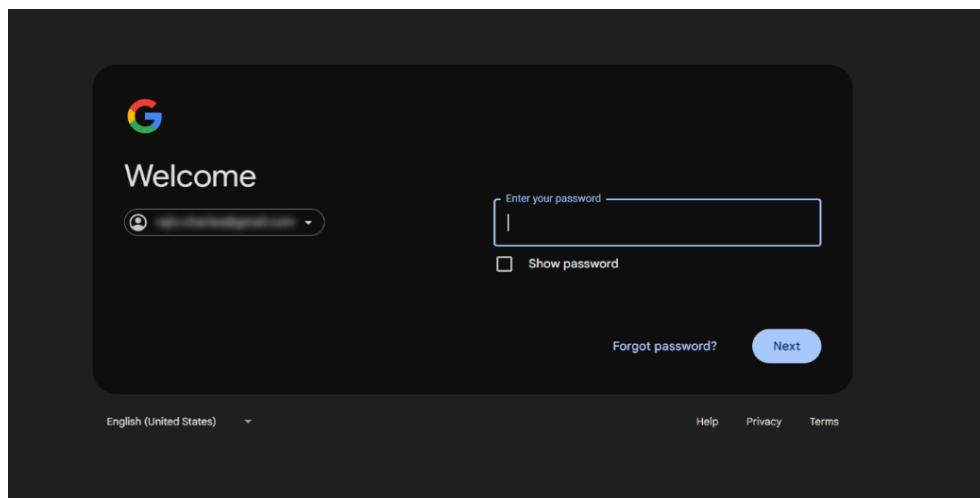 Welcome
Enter your password
Show password
Forgot password?
Next
English (United States)
Help Privacy Terms